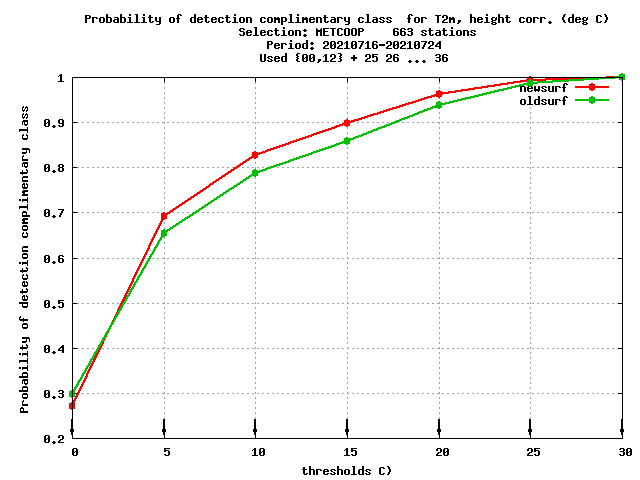 Probability of detection complimentary class  for T2m, height corr. (deg C)
Selection: METCOOP    663 stations
Period: 20210716-20210724
Used {00,12} + 25 26 ... 36
newsurf
oldsurf
Probability of detection complimentary class
1
0.9
0.8
0.7
0.6
0.5
0.4
0.3
0.2
0 5 10 15 20 25 30
thresholds C)